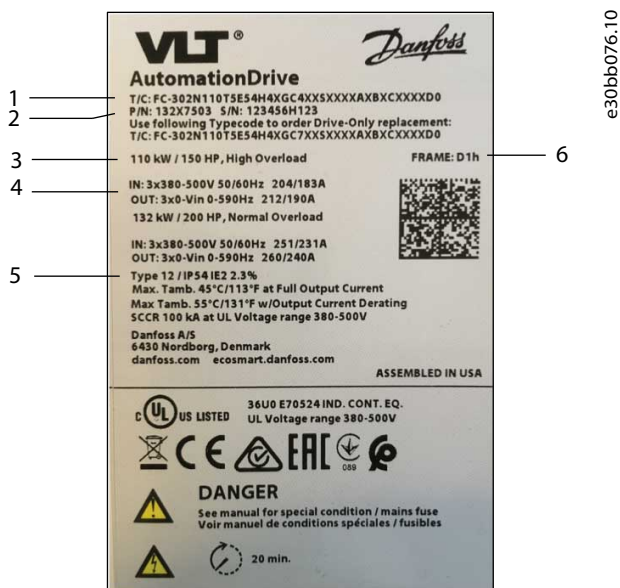 e30bb076.10
VLT®
Danfoss
AutomationDrive
1
T/C: FC-302N110T5E54H4XGC4XXSXXXXAXBXCXXXXD0
2
P/N: 132X7503 S/N: 123456H123
Use following Typecode to order Drive-Only replacement:
T/C: FC-302N110T5E54H4XGC7XXSXXXXAXBXCXXXXD0
3
110 kW / 150 HP, High Overload
FRAME: D1h
6
4
IN: 3x380-500V 50/60Hz 204/183A
OUT: 3x0-Vin 0-590Hz 212/190A
132 kW / 200 HP, Normal Overload
IN: 3x380-500V 50/60Hz 251/231A
OUT: 3x0-Vin 0-590Hz 260/240A
5
Type 12 / IP54 IE2 2.3%
Max. Tamb. 45°C/113°F at Full Output Current
Max Tamb. 55°C/131°F w/Output Current Derating
SCCR 100 kA at UL Voltage range 380-500V
Danfoss A/S
6430 Nordborg, Denmark
danfoss.com ecosmart.danfoss.com
ASSEMBLED IN USA
C UL US LISTED
36U0 E70524 IND. CONT. EQ.
UL Voltage range 380-500V
CE EAC
089
DANGER
See manual for special condition / mains fuse
Voir manuel de conditions spéciales / fusibles
20 min.